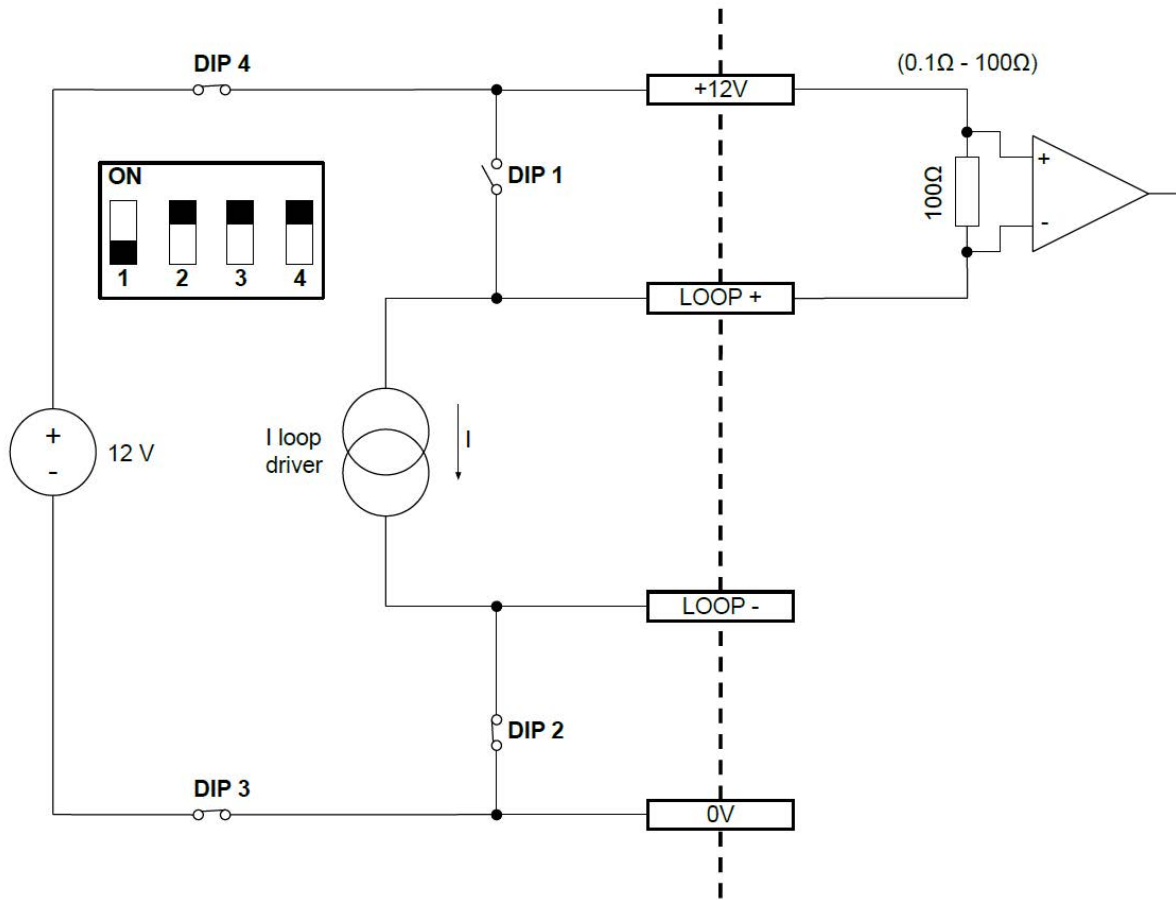 DIP 4
(0.1Ω - 100Ω)
+12V
ON
1 2 3 4
DIP 1
100Ω
+
-
LOOP +
+
-
12 V
I loop
driver
I
LOOP -
DIP 2
DIP 3
0V